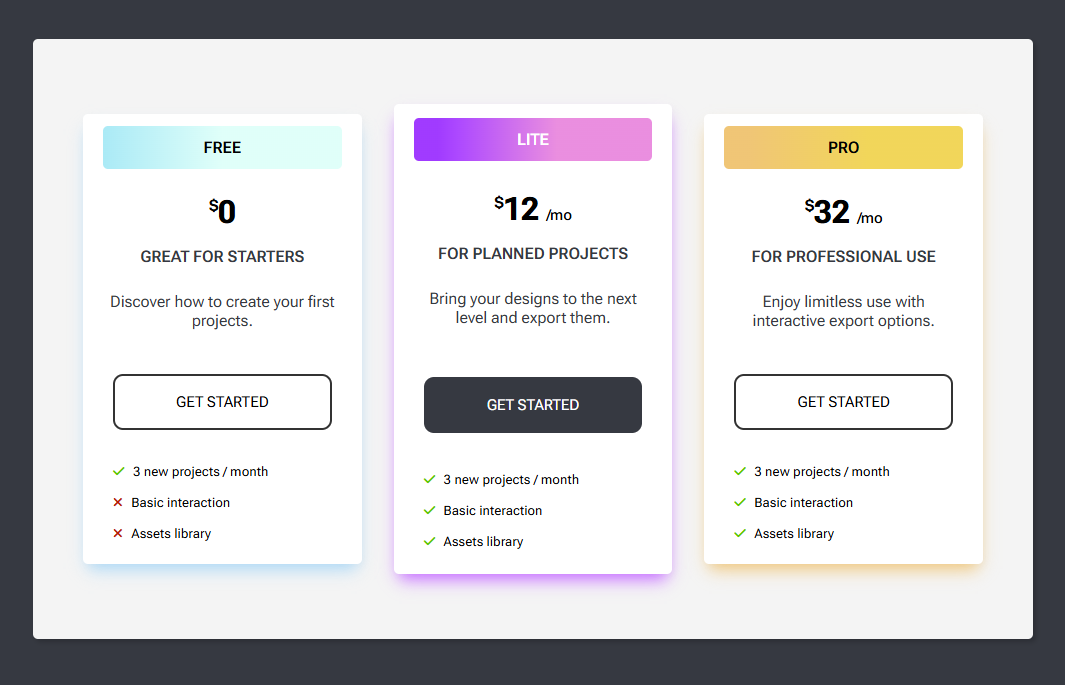 FREE
$0
GREAT FOR STARTERS
Discover how to create your first
projects.
GET STARTED
3 new projects / month
Basic interaction
Assets library
LITE
$12 /mo
FOR PLANNED PROJECTS
Bring your designs to the next
level and export them.
GET STARTED
3 new projects / month
Basic interaction
Assets library
PRO
$32 /mo
FOR PROFESSIONAL USE
Enjoy limitless use with
interactive export options.
GET STARTED
3 new projects / month
Basic interaction
Assets library